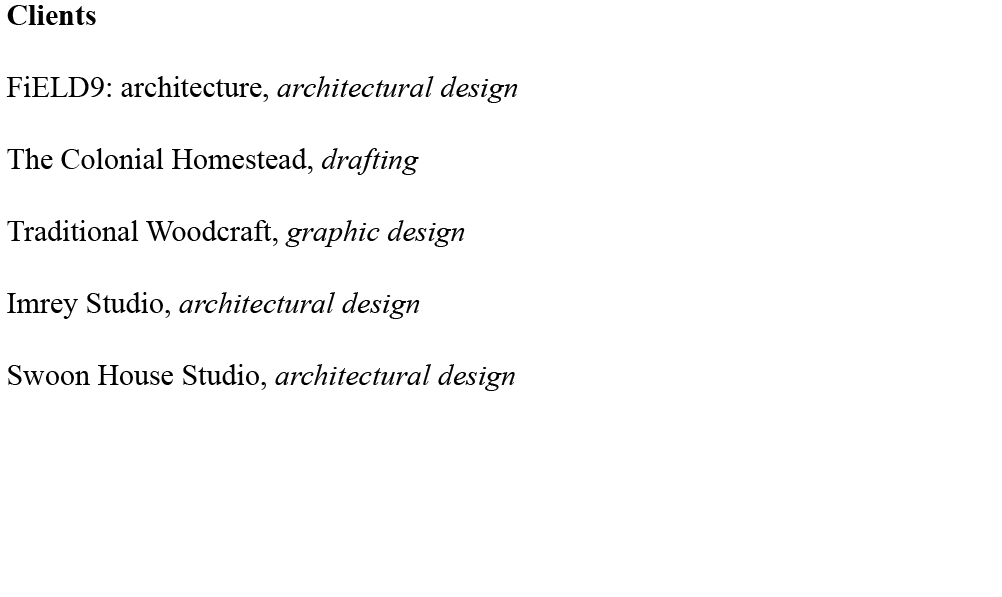 Clients
FiELD9: architecture, architectural design
The Colonial Homestead, drafting
Traditional Woodcraft, graphic design
Imrey Studio, architectural design
Swoon House Studio, architectural design